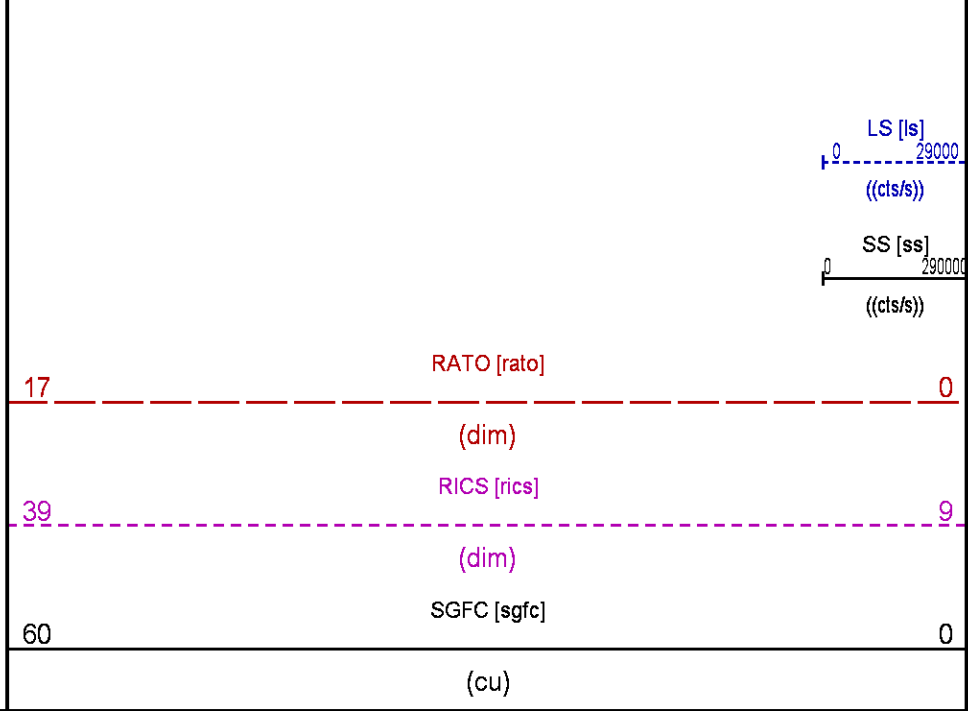 LS [ls]
0 29000
((cts/s))
SS [ss]
0 290000
((cts/s))
RATO [rato]
17 0
(dim)
RICS [rics]
39 9
(dim)
SGFC [sgfc]
60 0
(cu)